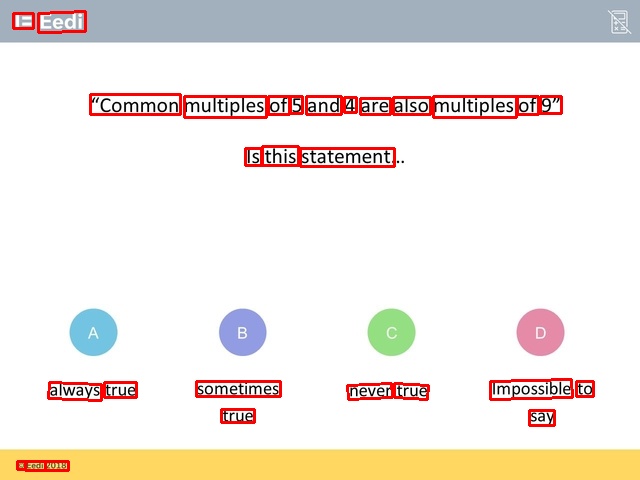 Eedi
“Common multiples of 5 and 4 are also multiples of 9”
Is this statement...
A B C D
always true sometimes true never true Impossible to say
© Eedi 2018